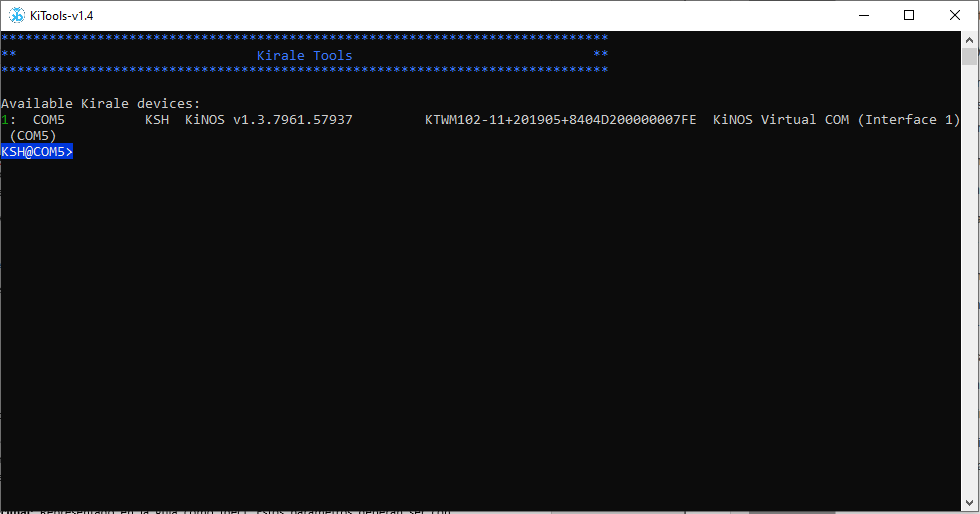 KiTools-v1.4
****************************************************************************
** Kirale Tools **
****************************************************************************
Available Kirale devices:
1: COM5 KSH KiNOS v1.3.7961.57937 KTWM102-11+201905+8404D200000007FE KiNOS Virtual COM (Interface 1)
(COM5)
KSH@COM5>